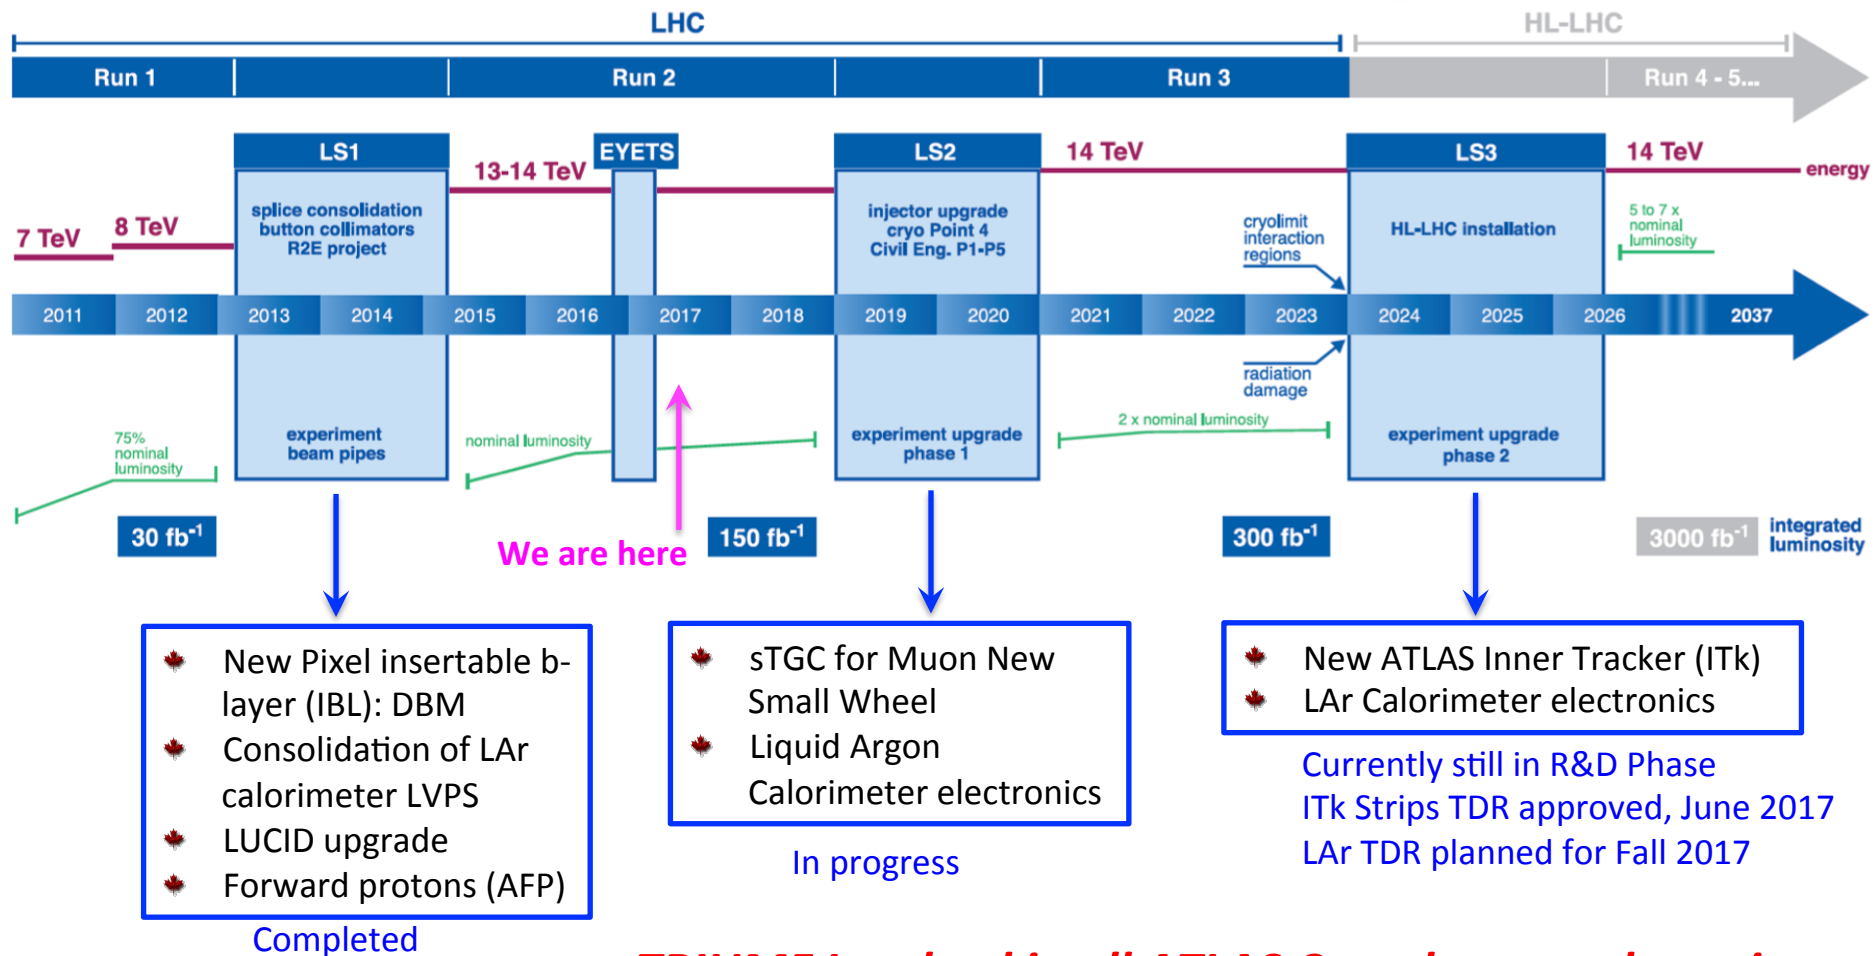 LHC
HL-LHC
Run 1
Run 2
Run 3
Run 4 - 5...
LS1
EYETS
LS2
LS3
7 TeV
8 TeV
13-14 TeV
14 TeV
14 TeV
energy
splice consolidation
button collimators
R2E project
injector upgrade
cryo Point 4
Civil Eng. P1-P5
cryolimit
interaction
regions
HL-LHC installation
5 to 7 x
nominal
luminosity
2011
2012
2013
2014
2015
2016
2017
2018
2019
2020
2021
2022
2023
2024
2025
2026
2037
radiation
damage
75%
nominal
luminosity
experiment
beam pipes
nominal luminosity
experiment upgrade
phase 1
2 x nominal luminosity
experiment upgrade
phase 2
30 fb⁻¹
We are here
150 fb⁻¹
300 fb⁻¹
3000 fb⁻¹
integrated
luminosity
New Pixel insertable b-
layer (IBL): DBM
Consolidation of LAr
calorimeter LVPS
LUCID upgrade
Forward protons (AFP)
Completed
sTGC for Muon New
Small Wheel
Liquid Argon
Calorimeter electronics
In progress
New ATLAS Inner Tracker (ITk)
LAr Calorimeter electronics
Currently still in R&D Phase
ITk Strips TDR approved, June 2017
LAr TDR planned for Fall 2017